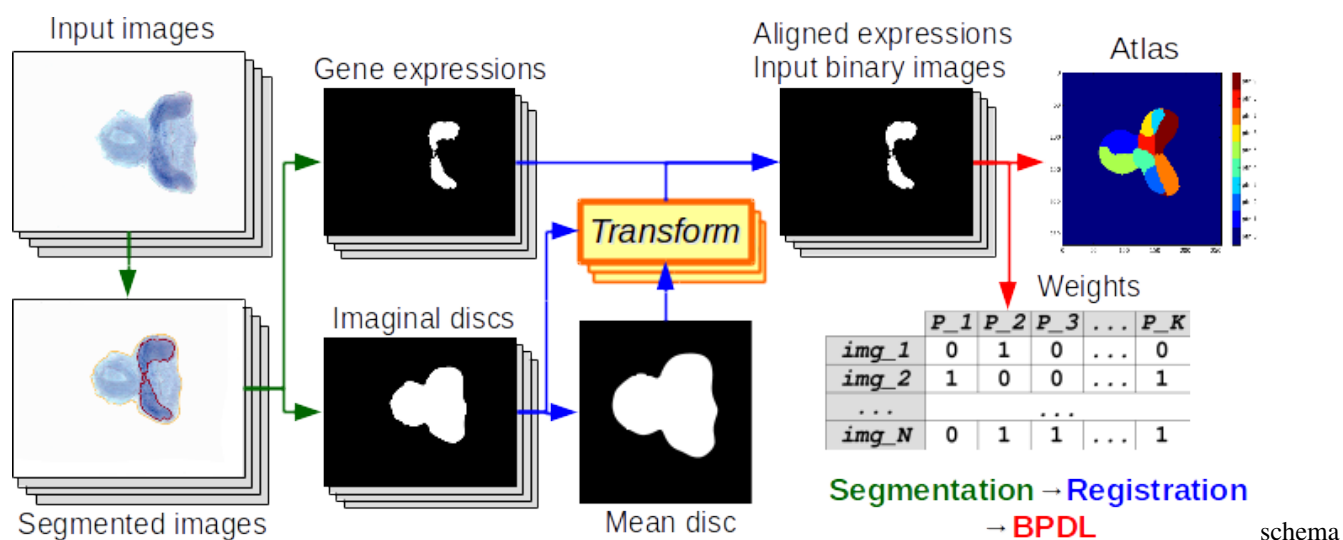 Input images
Segmented images
Gene expressions
Imaginal discs
Transform
Mean disc
Aligned expressions
Input binary images
Atlas
Weights
P_1 P_2 P_3 ... P_K
img_1 0 1 0 ... 0
img_2 1 0 0 ... 1
... ...
img_N 0 1 1 ... 1
Segmentation →Registration
→BPDL
schema